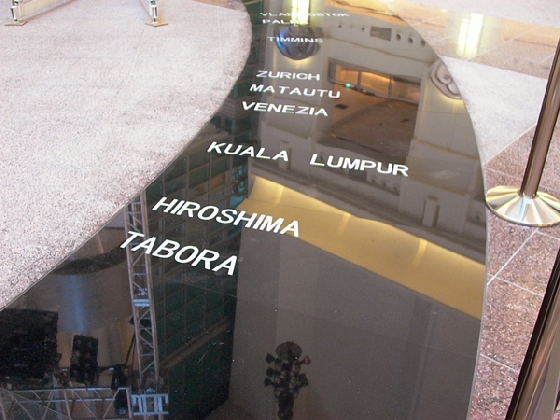 TIMMINS
ZURICH
MATAUTU
VENEZIA
KUALA LUMPUR
HIROSHIMA
TABORA